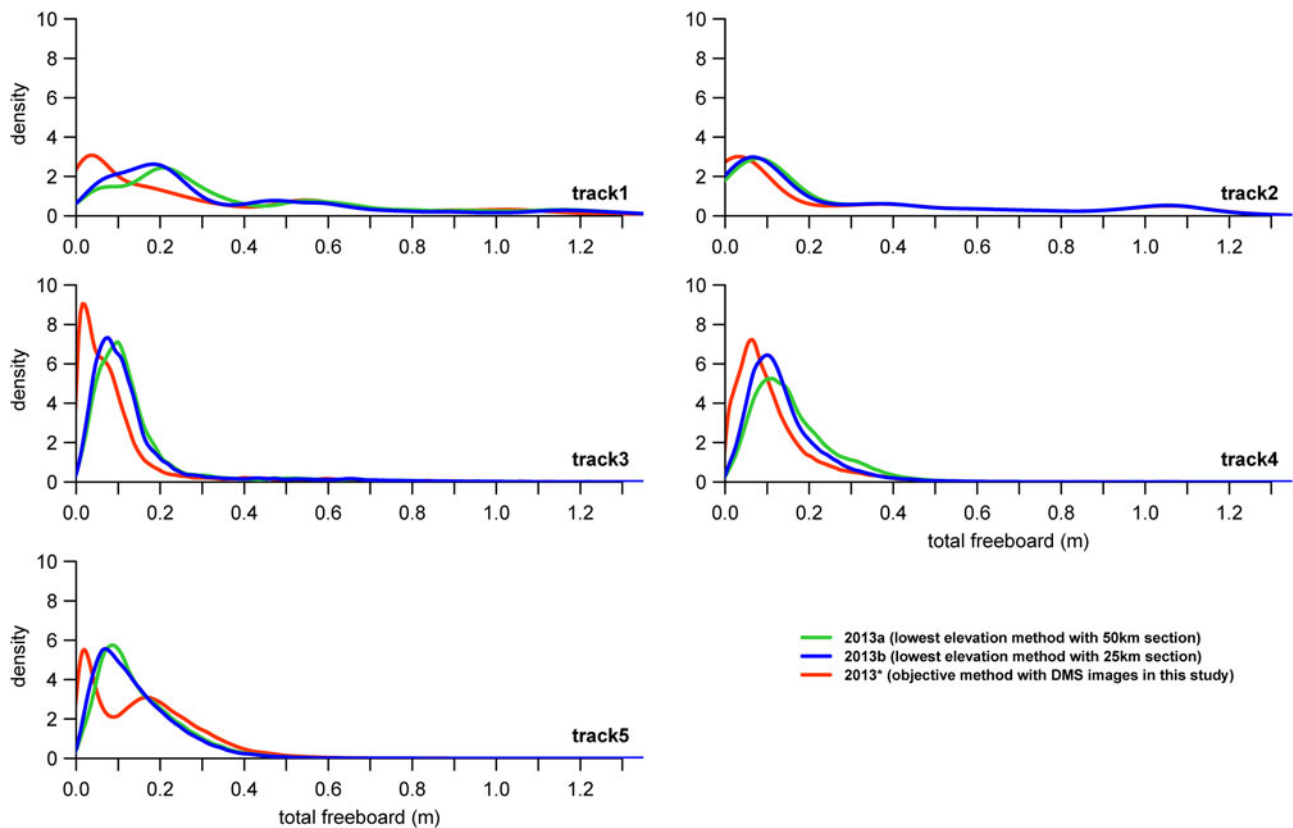 10
8
6
4
2
0
density
track1
0.0 0.2 0.4 0.6 0.8 1.0 1.2
10
8
6
4
2
0
density
track2
0.0 0.2 0.4 0.6 0.8 1.0 1.2
10
8
6
4
2
0
density
track3
0.0 0.2 0.4 0.6 0.8 1.0 1.2
10
8
6
4
2
0
track4
0.0 0.2 0.4 0.6 0.8 1.0 1.2
total freeboard (m)
10
8
6
4
2
0
density
track5
0.0 0.2 0.4 0.6 0.8 1.0 1.2
total freeboard (m)
2013a (lowest elevation method with 50km section)
2013b (lowest elevation method with 25km section)
2013* (objective method with DMS images in this study)